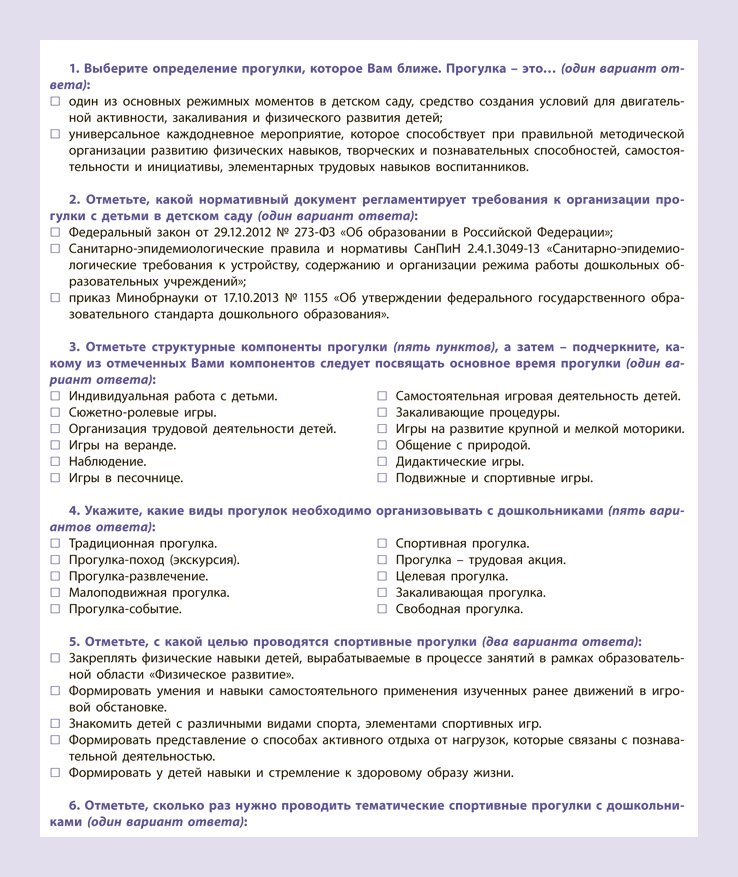 1. Выберите определение прогулки, которое Вам ближе. Прогулка – это… (один вариант от-
вета):
☐ один из основных режимных моментов в детском саду, средство создания условий для двигатель-
ной активности, закаливания и физического развития детей;
☐ универсальное каждодневное мероприятие, которое способствует при правильной методической
организации развитию физических навыков, творческих и познавательных способностей, самостоя-
тельности и инициативы, элементарных трудовых навыков воспитанников.
2. Отметьте, какой нормативный документ регламентирует требования к организации про-
гулки с детьми в детском саду (один вариант ответа):
☐ Федеральный закон от 29.12.2012 № 273-ФЗ «Об образовании в Российской Федерации»;
☐ Санитарно-эпидемиологические правила и нормативы СанПиН 2.4.1.3049-13 «Санитарно-эпидемио-
логические требования к устройству, содержанию и организации режима работы дошкольных об-
разовательных учреждений»;
☐ приказ Минобрнауки от 17.10.2013 № 1155 «Об утверждении федерального государственного обра-
зовательного стандарта дошкольного образования».
3. Отметьте структурные компоненты прогулки (пять пунктов), а затем – подчеркните, ка-
кому из отмеченных Вами компонентов следует посвящать основное время прогулки (один ва-
риант ответа):
☐ Индивидуальная работа с детьми.
☐ Сюжетно-ролевые игры.
☐ Организация трудовой деятельности детей.
☐ Игры на веранде.
☐ Наблюдение.
☐ Игры в песочнице.
☐ Самостоятельная игровая деятельность детей.
☐ Закаливающие процедуры.
☐ Игры на развитие крупной и мелкой моторики.
☐ Общение с природой.
☐ Дидактические игры.
☐ Подвижные и спортивные игры.
4. Укажите, какие виды прогулок необходимо организовывать с дошкольниками (пять вари-
антов ответа):
☐ Традиционная прогулка.
☐ Прогулка-поход (экскурсия).
☐ Прогулка-развлечение.
☐ Малоподвижная прогулка.
☐ Прогулка-событие.
☐ Спортивная прогулка.
☐ Прогулка – трудовая акция.
☐ Целевая прогулка.
☐ Закаливающая прогулка.
☐ Свободная прогулка.
5. Отметьте, с какой целью проводятся спортивные прогулки (два варианта ответа):
☐ Закреплять физические навыки детей, вырабатываемые в процессе занятий в рамках образователь-
ной области «Физическое развитие».
☐ Формировать умения и навыки самостоятельного применения изученных ранее движений в игро-
вой обстановке.
☐ Знакомить детей с различными видами спорта, элементами спортивных игр.
☐ Формировать представление о способах активного отдыха от нагрузок, которые связаны с познава-
тельной деятельностью.
☐ Формировать у детей навыки и стремление к здоровому образу жизни.
6. Отметьте, сколько раз нужно проводить тематические спортивные прогулки с дошкольни-
ками (один вариант ответа):